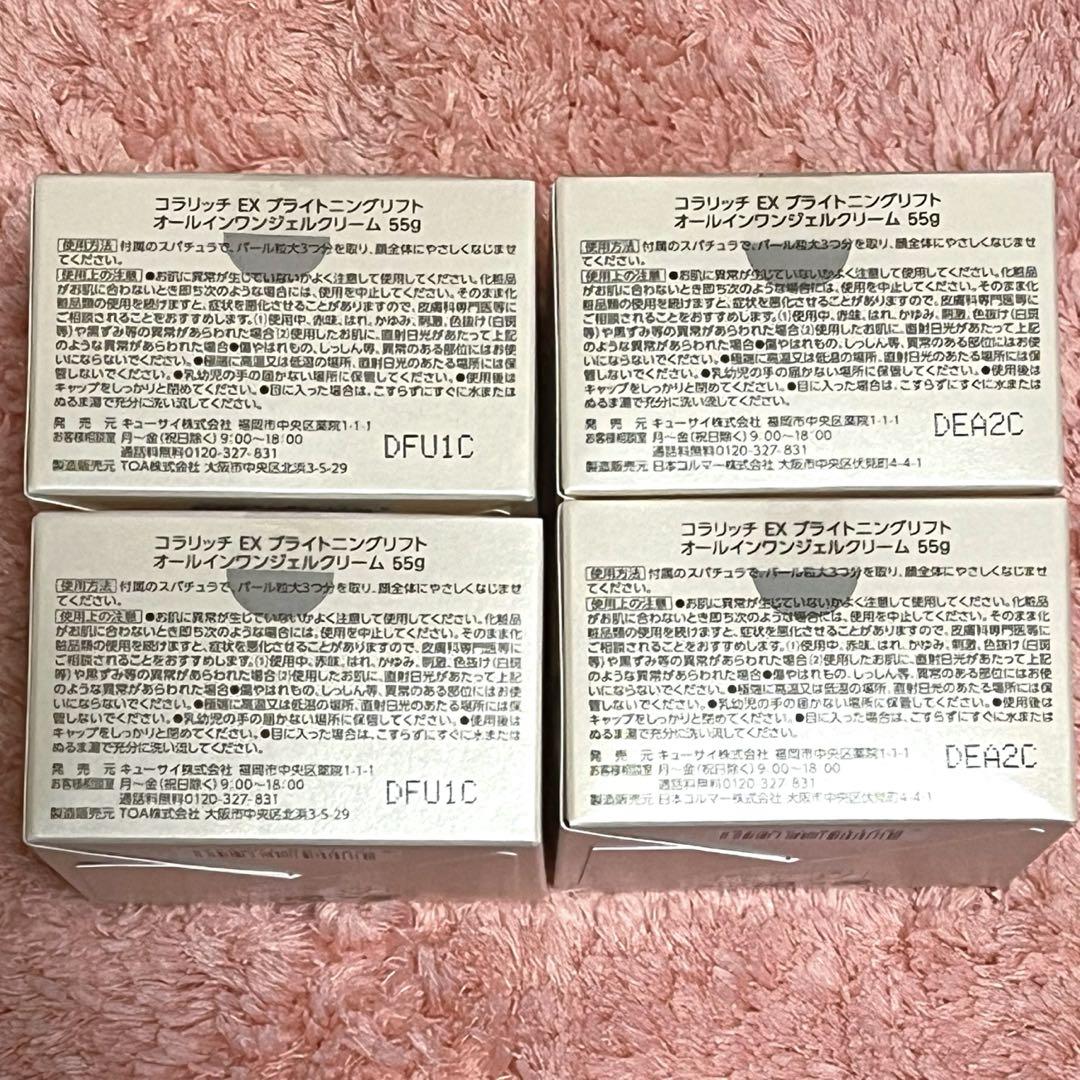 コラリッチ EX ブライトニングリフト
オールインワンジェルクリーム 55g
使用方法 付属のスパチュラで、パール粒大3つ分を取り、顔全体にやさしくなじませ
てください。
使用上の注意 ●お肌に異常が生じていないかよく注意して使用してください。化粧品
がお肌に合わないとき即ち次のような場合には、使用を中止してください。そのまま化
粧品類の使用を続けますと、症状を悪化させることがありますので、皮膚科専門医等に
ご相談されることをおすすめします。(1)使用中、赤味、はれ、かゆみ、刺激、色抜け(白斑
等)や黒ずみ等の異常があらわれた場合(2)使用したお肌に、直射日光があたって上記
のような異常があらわれた場合●傷やはれもの、しっしん等、異常のある部位にはお使
いにならないでください。●極端に高温又は低温の場所、直射日光のあたる場所には保
管しないでください。●乳幼児の手の届かない場所に保管してください。●使用後は
キャップをしっかりと閉めてください。●目に入った場合は、こすらずにすぐに水または
ぬるま湯で充分に洗い流してください。
発売元 キューサイ株式会社 福岡市中央区薬院1-1-1
お客様相談室 月〜金(祝日除く) 9:00〜18:00
通話料無料0120-327-831
製造販売元 TOA株式会社 大阪市中央区北浜3-5-29
DFU1C
コラリッチ EX ブライトニングリフト
オールインワンジェルクリーム 55g
使用方法 付属のスパチュラで、パール粒大3つ分を取り、顔全体にやさしくなじませ
てください。
使用上の注意 ●お肌に異常が生じていないかよく注意して使用してください。化粧品
がお肌に合わないとき即ち次のような場合には、使用を中止してください。そのまま化
粧品類の使用を続けますと、症状を悪化させることがありますので、皮膚科専門医等に
ご相談されることをおすすめします。(1)使用中、赤味、はれ、かゆみ、刺激、色抜け(白斑
等)や黒ずみ等の異常があらわれた場合(2)使用したお肌に、直射日光があたって上記
のような異常があらわれた場合●傷やはれもの、しっしん等、異常のある部位にはお使
いにならないでください。●極端に高温又は低温の場所、直射日光のあたる場所には保
管しないでください。●乳幼児の手の届かない場所に保管してください。●使用後は
キャップをしっかりと閉めてください。●目に入った場合は、こすらずにすぐに水または
ぬるま湯で充分に洗い流してください。
発売元 キューサイ株式会社 福岡市中央区薬院1-1-1
お客様相談室 月〜金(祝日除く) 9:00〜18:00
通話料無料0120-327-831
製造販売元 日本コルマー株式会社 大阪市中央区伏見町4-4-1
DEA2C
コラリッチ EX ブライトニングリフト
オールインワンジェルクリーム 55g
使用方法 付属のスパチュラで、パール粒大3つ分を取り、顔全体にやさしくなじませ
てください。
使用上の注意 ●お肌に異常が生じていないかよく注意して使用してください。化粧品
がお肌に合わないとき即ち次のような場合には、使用を中止してください。そのまま化
粧品類の使用を続けますと、症状を悪化させることがありますので、皮膚科専門医等に
ご相談されることをおすすめします。(1)使用中、赤味、はれ、かゆみ、刺激、色抜け(白斑
等)や黒ずみ等の異常があらわれた場合(2)使用したお肌に、直射日光があたって上記
のような異常があらわれた場合●傷やはれもの、しっしん等、異常のある部位にはお使
いにならないでください。●極端に高温又は低温の場所、直射日光のあたる場所には保
管しないでください。●乳幼児の手の届かない場所に保管してください。●使用後は
キャップをしっかりと閉めてください。●目に入った場合は、こすらずにすぐに水または
ぬるま湯で充分に洗い流してください。
発売元 キューサイ株式会社 福岡市中央区薬院1-1-1
お客様相談室 月〜金(祝日除く) 9:00〜18:00
通話料無料0120-327-831
製造販売元 TOA株式会社 大阪市中央区北浜3-5-29
DFU1C
コラリッチ EX ブライトニングリフト
オールインワンジェルクリーム 55g
使用方法 付属のスパチュラで、パール粒大3つ分を取り、顔全体にやさしくなじませ
てください。
使用上の注意 ●お肌に異常が生じていないかよく注意して使用してください。化粧品
がお肌に合わないとき即ち次のような場合には、使用を中止してください。そのまま化
粧品類の使用を続けますと、症状を悪化させることがありますので、皮膚科専門医等に
ご相談されることをおすすめします。(1)使用中、赤味、はれ、かゆみ、刺激、色抜け(白斑
等)や黒ずみ等の異常があらわれた場合(2)使用したお肌に、直射日光があたって上記
のような異常があらわれた場合●傷やはれもの、しっしん等、異常のある部位にはお使
いにならないでください。●極端に高温又は低温の場所、直射日光のあたる場所には保
管しないでください。●乳幼児の手の届かない場所に保管してください。●使用後は
キャップをしっかりと閉めてください。●目に入った場合は、こすらずにすぐに水または
ぬるま湯で充分に洗い流してください。
発売元 キューサイ株式会社 福岡市中央区薬院1-1-1
お客様相談室 月〜金(祝日除く) 9:00〜18:00
通話料無料0120-327-831
製造販売元 日本コルマー株式会社 大阪市中央区伏見町4-4-1
DEA2C